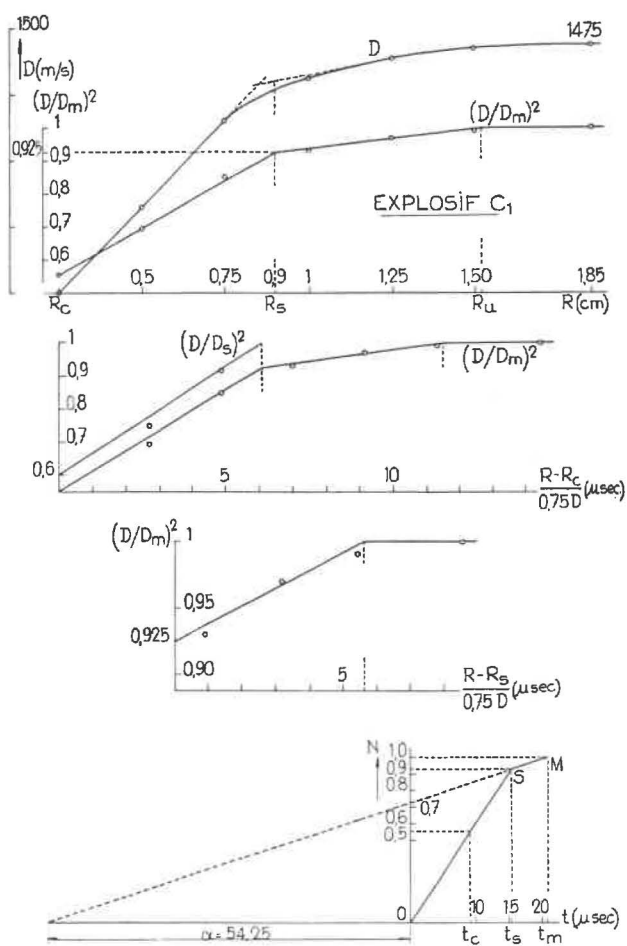 1500
D(m/s)
(D/Dm)²
D
1475
1
0,925
0,9
0,8
0,7
0,6
(D/Dm)²
EXPLOSİF C₁
0,5 0,75 0,9 1 1,25 1,50 1,85
Rc Rs Ru R(cm)
1
0,9
0,8
0,7
0,6
(D/Ds)²
(D/Dm)²
5 10
R-Rc
0,75D (μsec)
(D/Dm)²
1
0,95
0,925
0,90
5
R-Rs
0,75D (μsec)
N
1,0
0,9
0,8
0,7
0,6
0,5
S
M
0
10 15 20 t(μsec)
tc ts tm
α=54,25